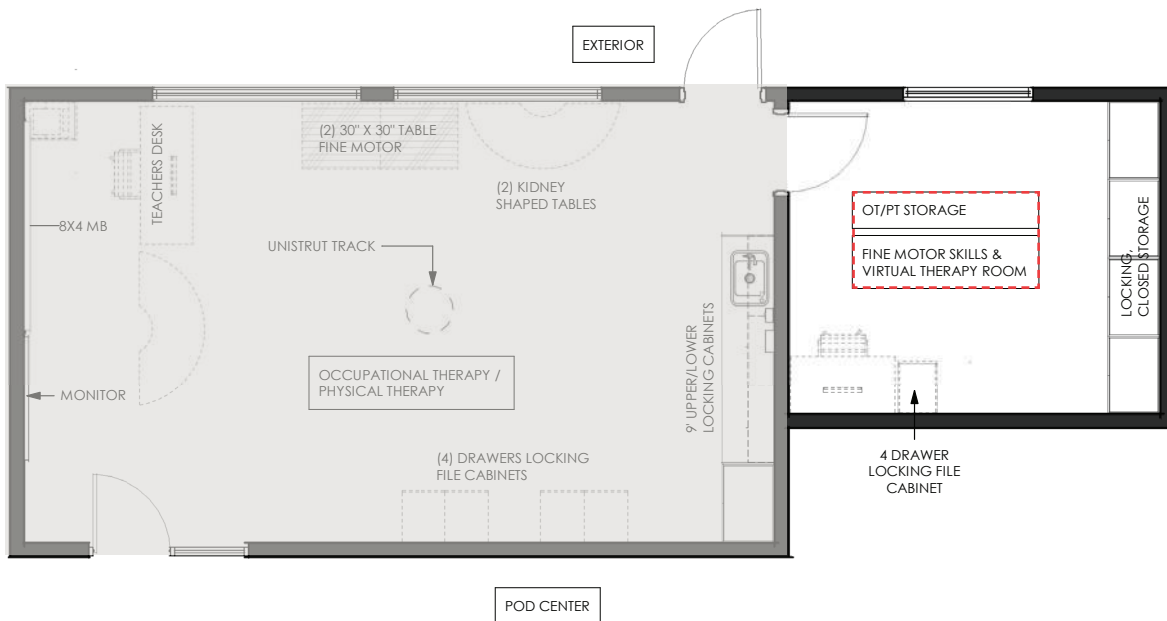 EXTERIOR
TEACHERS DESK
(2) 30" X 30" TABLE
FINE MOTOR
(2) KIDNEY
SHAPED TABLES
8X4 MB
UNISTRUT TRACK
OT/PT STORAGE
FINE MOTOR SKILLS &
VIRTUAL THERAPY ROOM
LOCKING,
CLOSED STORAGE
9' UPPER/LOWER
LOCKING CABINETS
OCCUPATIONAL THERAPY /
PHYSICAL THERAPY
MONITOR
(4) DRAWERS LOCKING
FILE CABINETS
4 DRAWER
LOCKING FILE
CABINET
POD CENTER